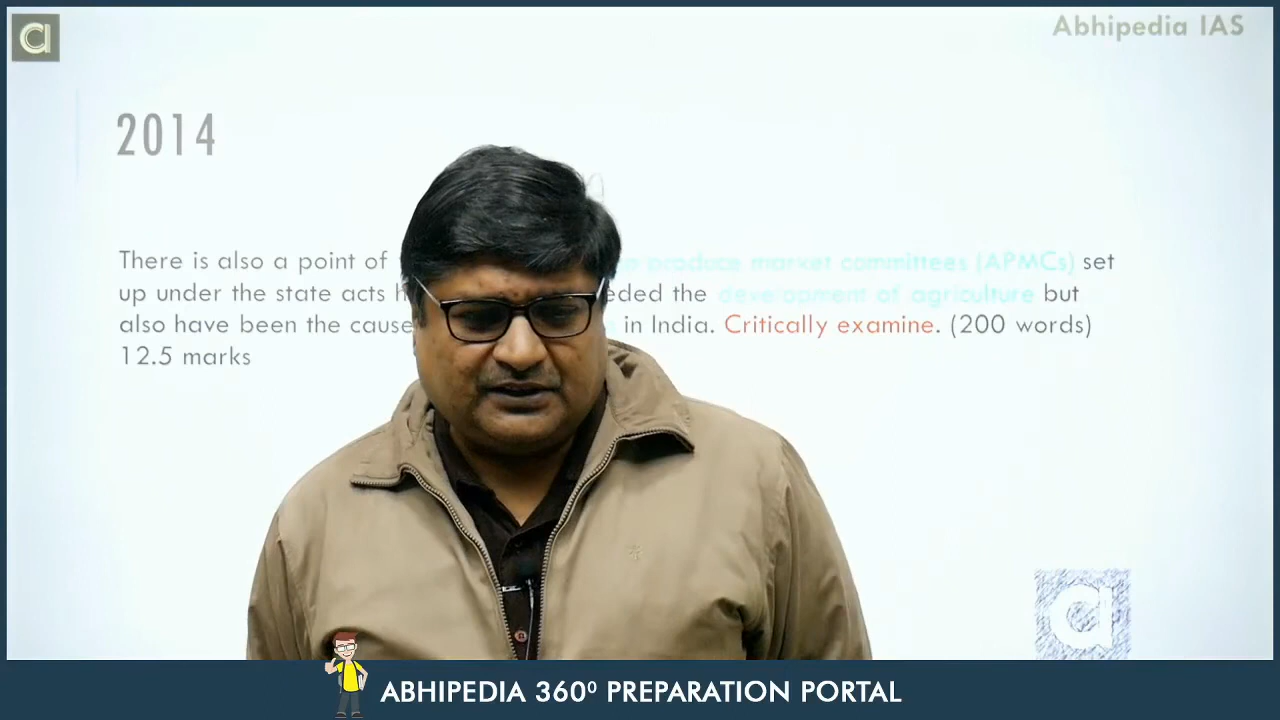 a
Abhipedia IAS
2014
There is also a point of produce market committees (APMCs) set
up under the state acts the development of agriculture but
also have been the cause in India. Critically examine. (200 words)
12.5 marks
a
ABHIPEDIA 360⁰ PREPARATION PORTAL